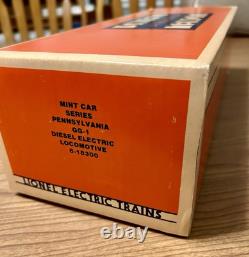 MINT CAR
SERIES
PENNSYLVANIA
GG-1
DIESEL ELECTRIC
LOCOMOTIVE
6-18300
LIONEL ELECTRIC TRAINS